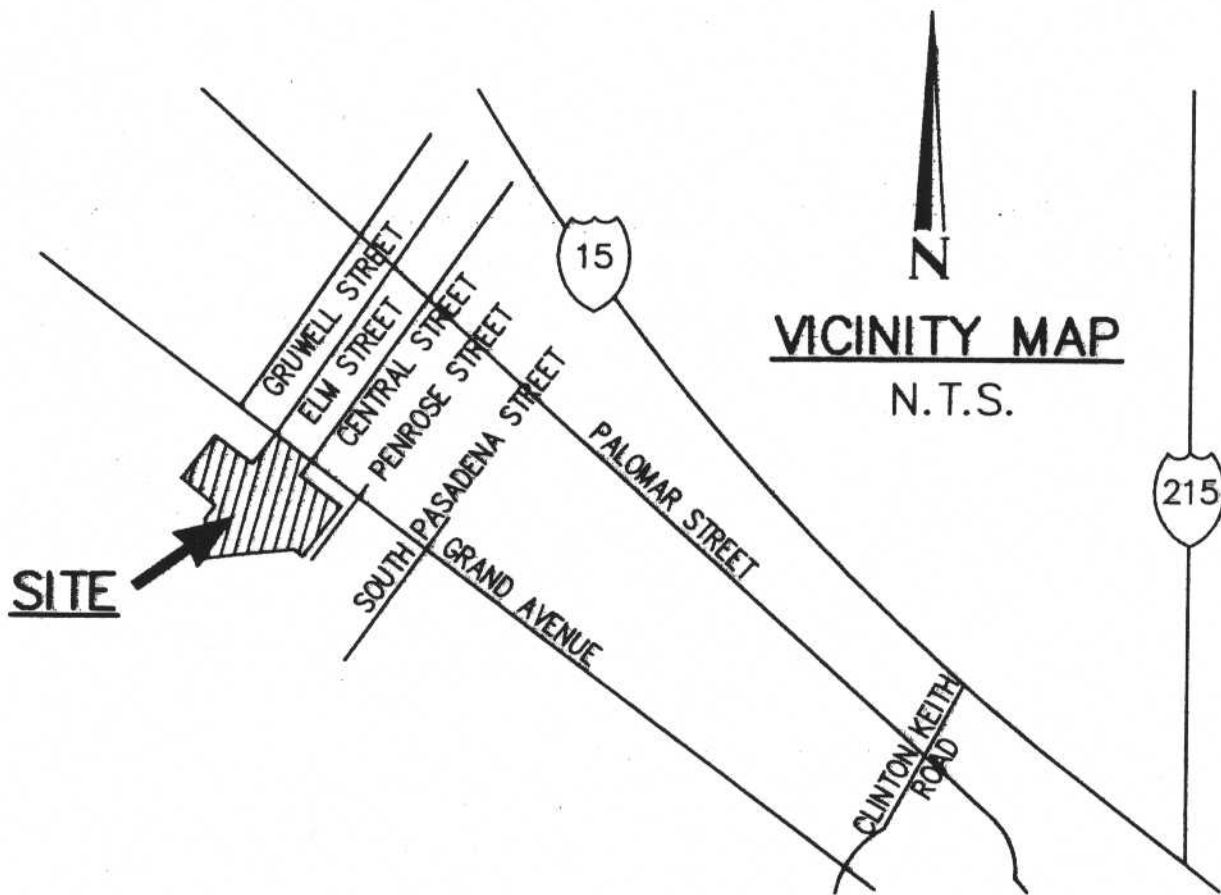 15
N
VICINITY MAP
N.T.S.
215
GRUWELL STREET
ELM STREET
CENTRAL STREET
PENROSE STREET
SOUTH PASADENA STREET
PALOMAR STREET
GRAND AVENUE
SITE
CLINTON KEITH
ROAD